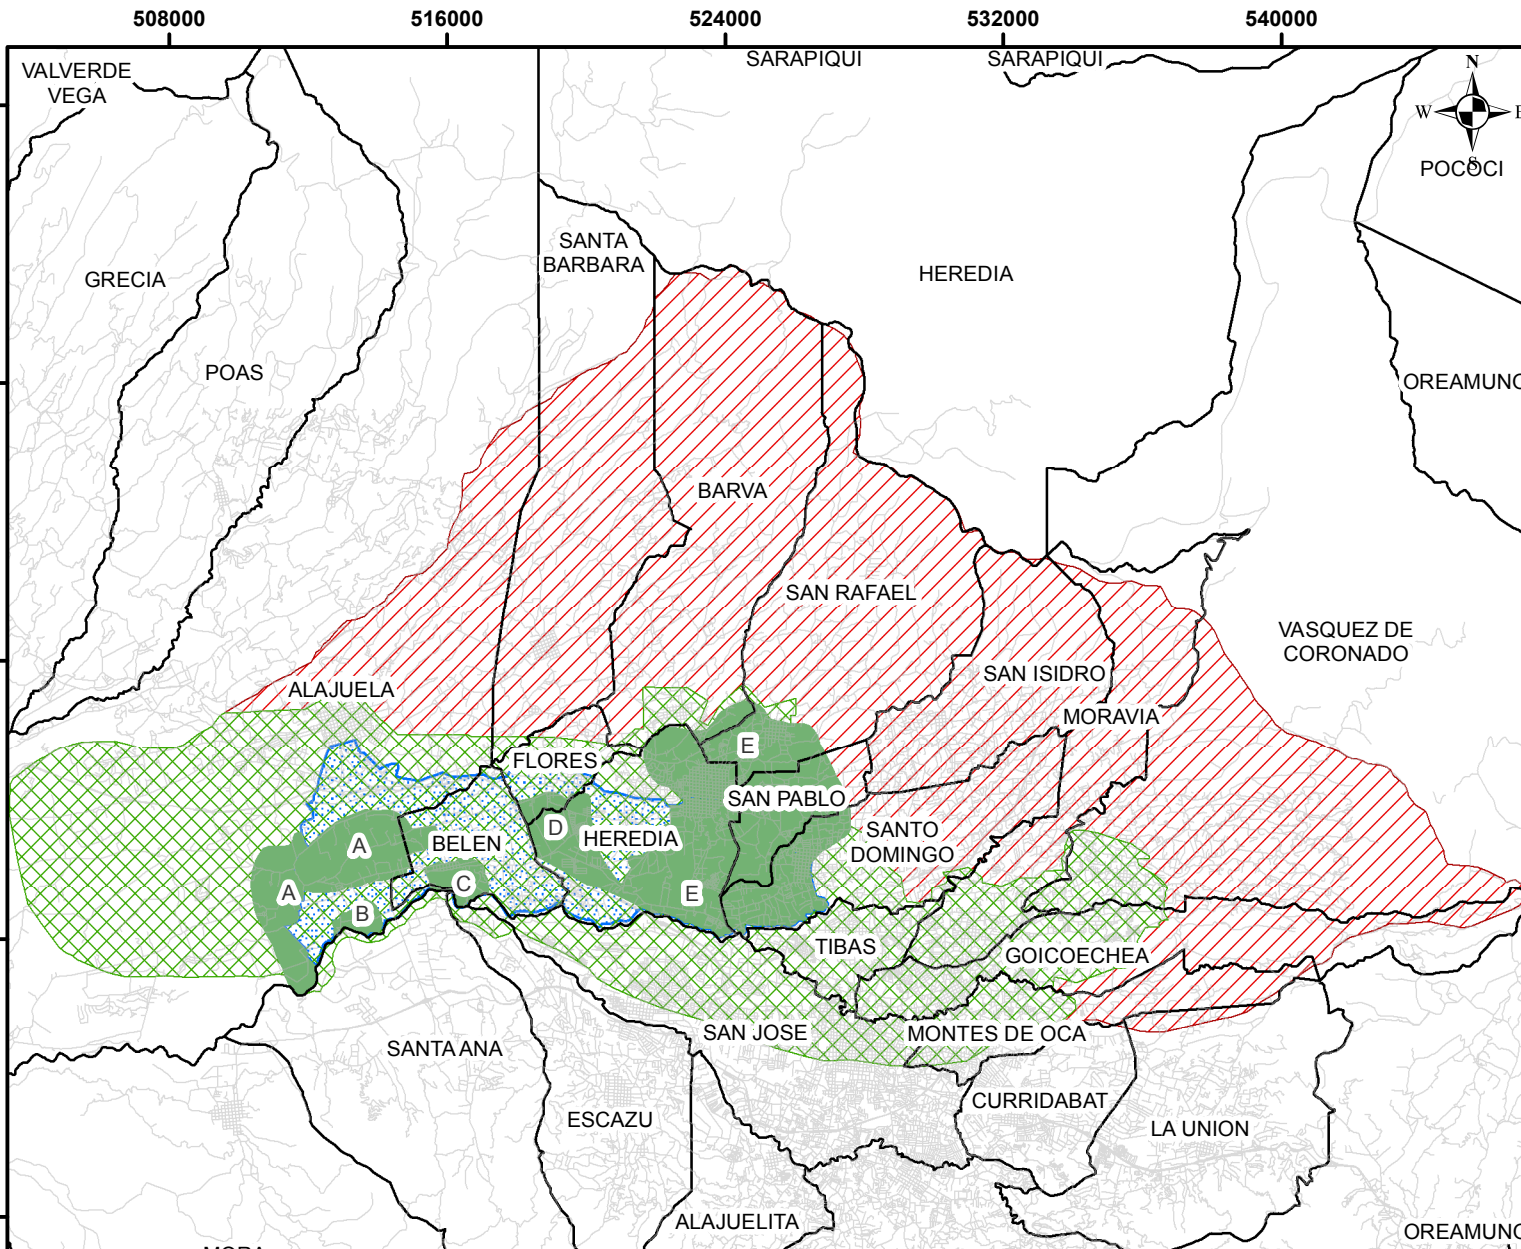 508000
516000
524000
532000
540000
SARAPIQUI
SARAPIQUI
VALVERDE
VEGA
N
W
E
S
POCOCI
SANTA
BARBARA
HEREDIA
GRECIA
POAS
OREAMUNO
BARVA
SAN RAFAEL
VASQUEZ DE
CORONADO
SAN ISIDRO
ALAJUELA
MORAVIA
E
FLORES
SAN PABLO
D
HEREDIA
SANTO
DOMINGO
A
BELEN
C
A
E
B
TIBAS
GOICOECHEA
SAN JOSE
MONTES DE OCA
SANTA ANA
CURRIDABAT
ESCAZU
LA UNION
ALAJUELITA
OREAMUNO
MORA